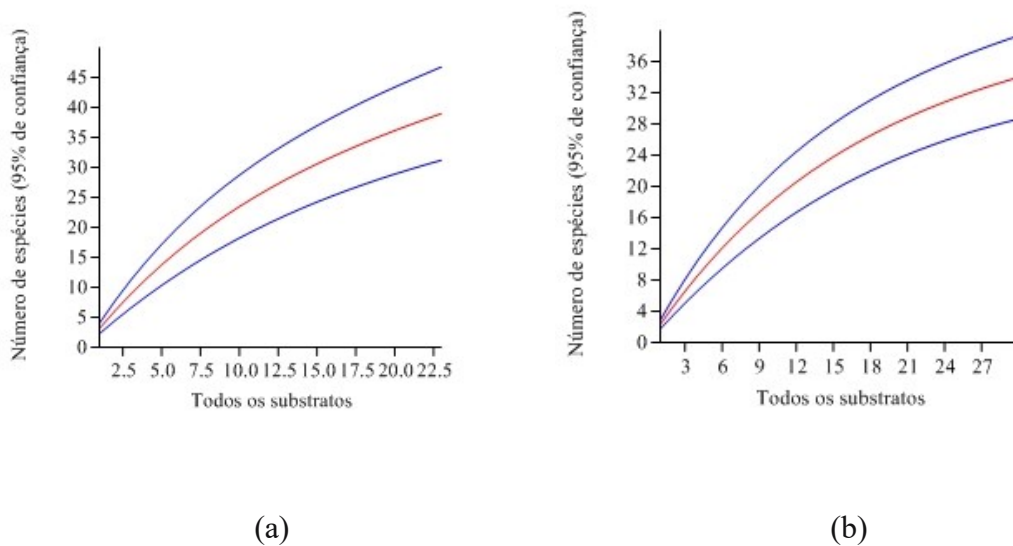 Número de espécies (95% de confiança)
45
40
35
30
25
20
15
10
5
0
2.5 5.0 7.5 10.0 12.5 15.0 17.5 20.0 22.5
Todos os substratos
(a)
Número de espécies (95% de confiança)
36
32
28
24
20
16
12
8
4
0
3 6 9 12 15 18 21 24 27
Todos os substratos
(b)